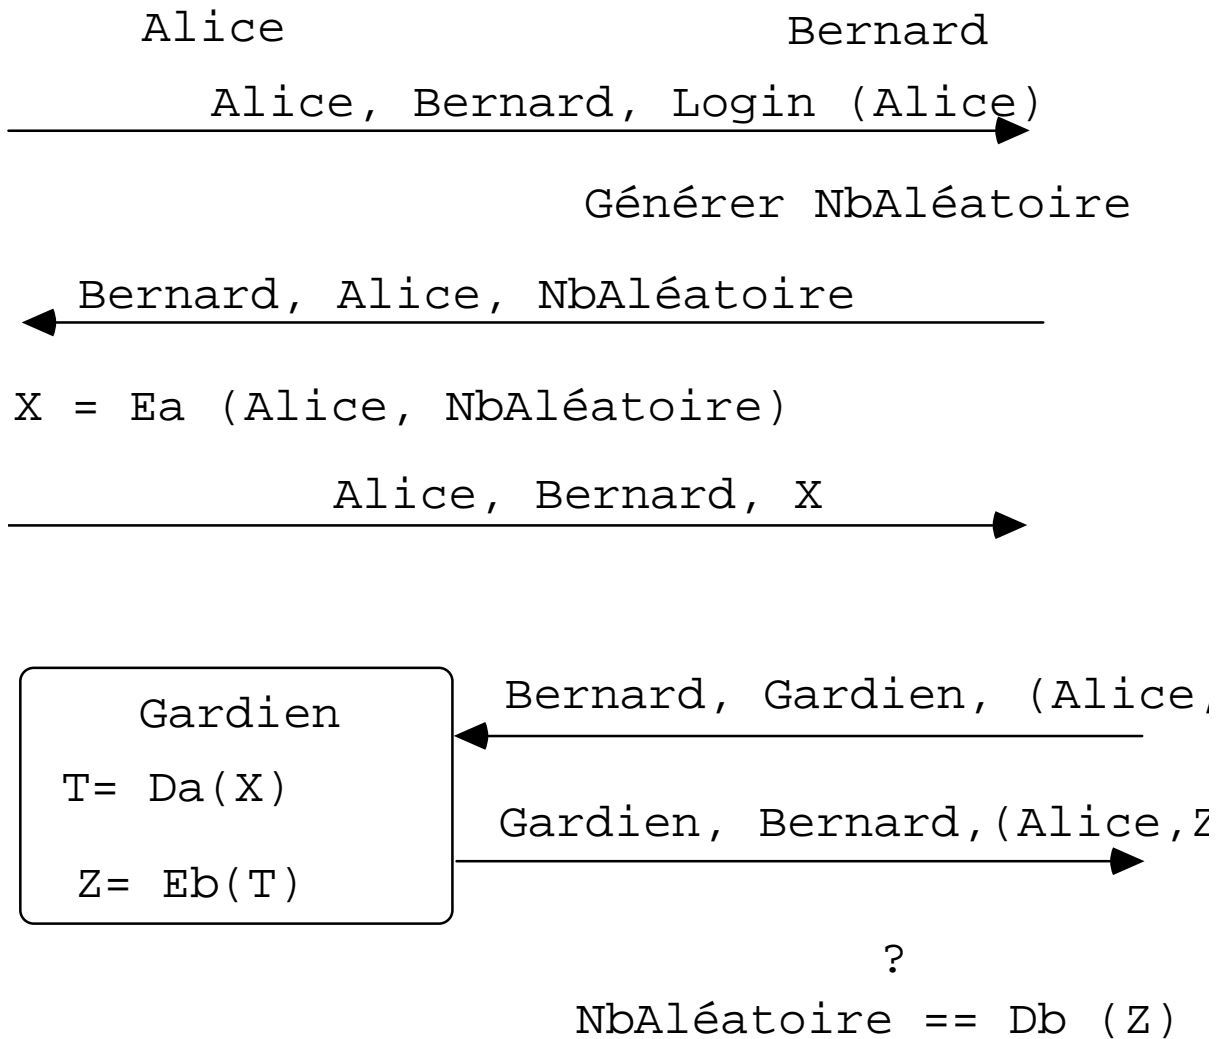 Alice
Bernard
Alice, Bernard, Login (Alice)
Générer NbAléatoire
Bernard, Alice, NbAléatoire
X = Ea (Alice, NbAléatoire)
Alice, Bernard, X
Gardien
Bernard, Gardien, (Alice,
T= Da(X)
Gardien, Bernard,(Alice,Z
Z= Eb(T)
?
NbAléatoire == Db (Z)